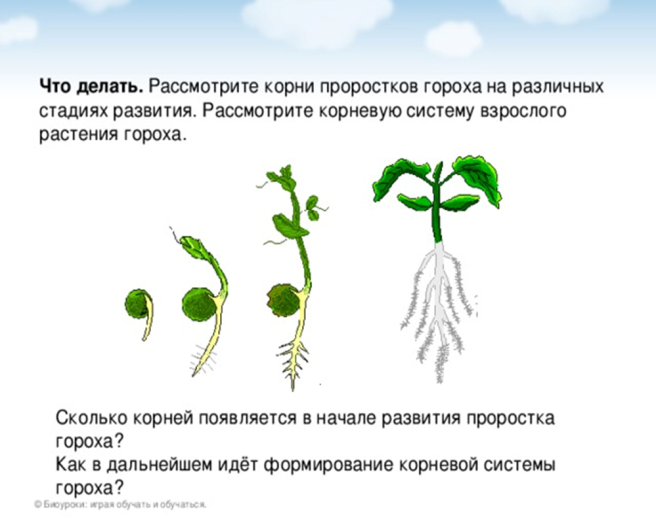 Что делать. Рассмотрите корни проростков гороха на различных
стадиях развития. Рассмотрите корневую систему взрослого
растения гороха.
Сколько корней появляется в начале развития проростка
гороха?
Как в дальнейшем идёт формирование корневой системы
гороха?
© Биоуроки: играя обучать и обучаться.